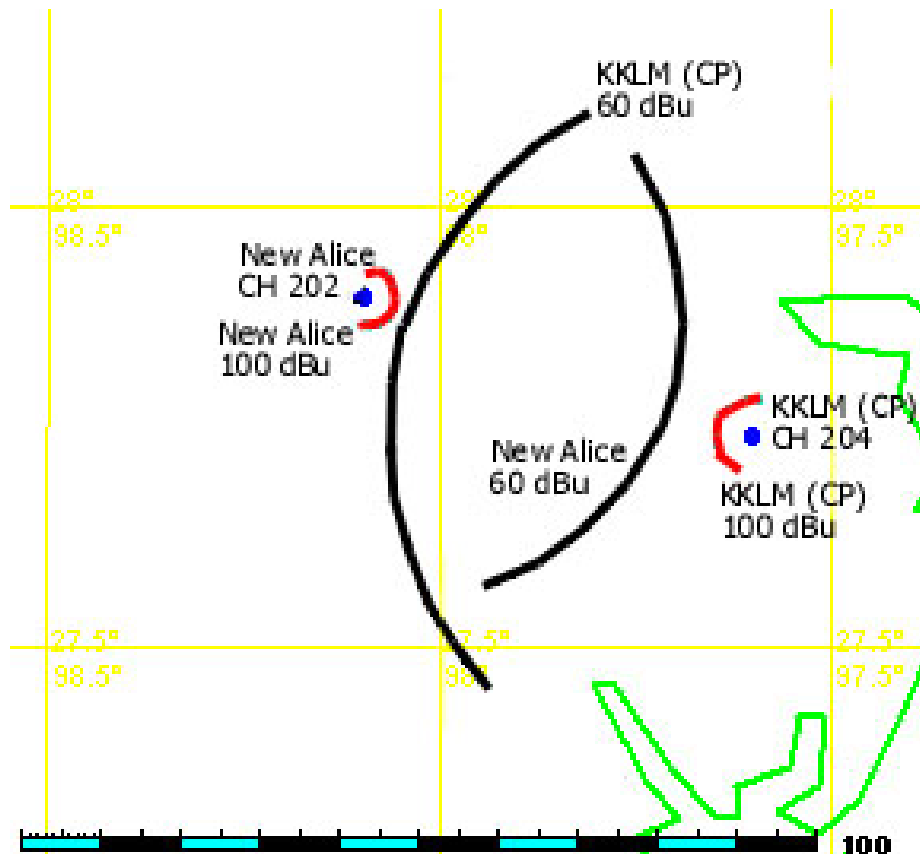 KKLM (CP)
60 dBu
28°
98.5°
28°
98°
28°
97.5°
New Alice
CH 202
New Alice
100 dBu
KKLM (CP)
CH 204
New Alice
60 dBu
KKLM (CP)
100 dBu
27.5°
98.5°
27.5°
98°
27.5°
97.5°
100